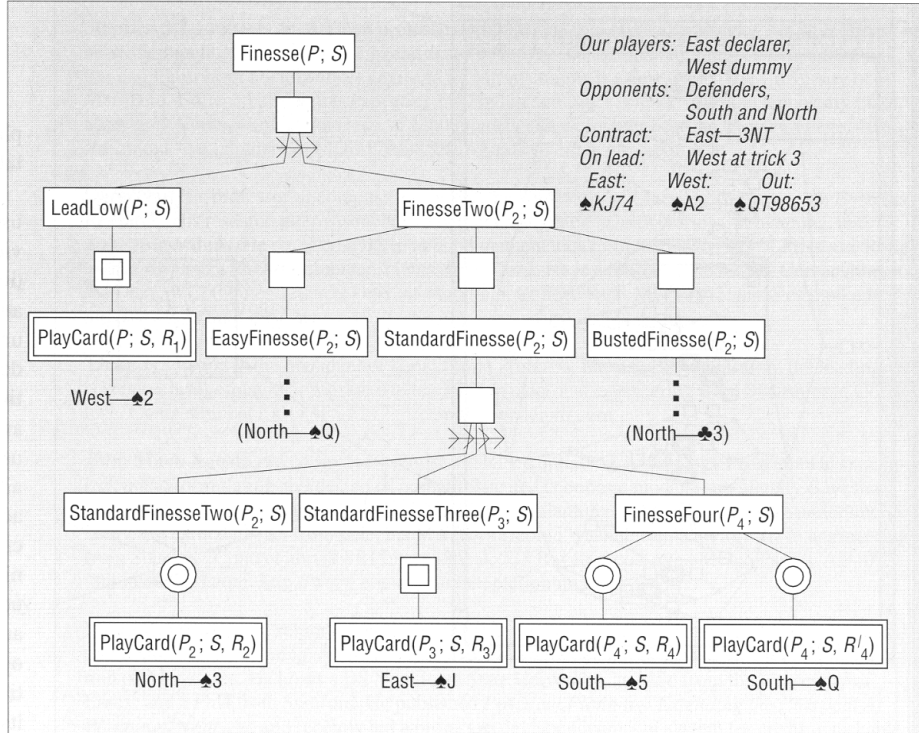 Finesse(P; S)
Our players: East declarer,
West dummy
Opponents: Defenders,
South and North
Contract: East—3NT
On lead: West at trick 3
East: West: Out:
♠KJ74 ♠A2 ♠QT98653
LeadLow(P; S)
FinesseTwo(P₂; S)
PlayCard(P; S, R₁)
EasyFinesse(P₂; S)
StandardFinesse(P₂; S)
BustedFinesse(P₂; S)
West—♠2
(North—♠Q)
(North—♣3)
StandardFinesseTwo(P₂; S)
StandardFinesseThree(P₃; S)
FinesseFour(P₄; S)
PlayCard(P₂; S, R₂)
PlayCard(P₃; S, R₃)
PlayCard(P₄; S, R₄)
PlayCard(P₄; S, R′₄)
North—♠3
East—♠J
South—♠5
South—♠Q